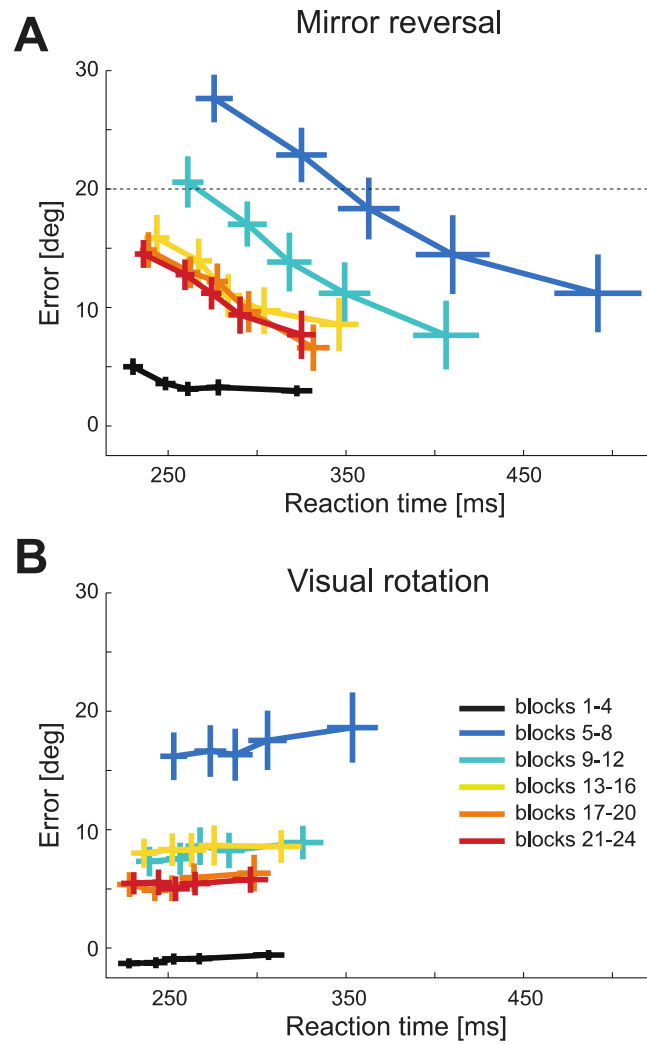 A
Mirror reversal
30
20
10
0
Error [deg]
250
350
450
Reaction time [ms]
B
Visual rotation
30
20
10
0
Error [deg]
blocks 1-4
blocks 5-8
blocks 9-12
blocks 13-16
blocks 17-20
blocks 21-24
250
350
450
Reaction time [ms]